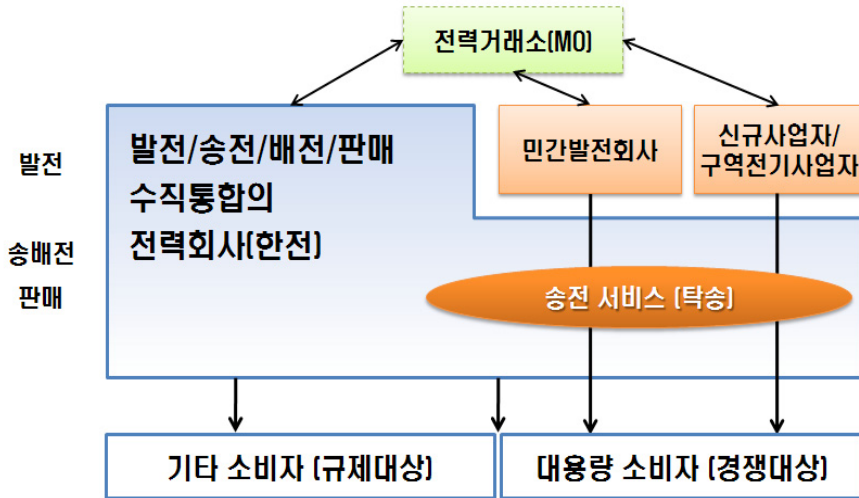 전력거래소(MO)
발전
발전/송전/배전/판매
수직통합의
전력회사(한전)
민간발전회사
신규사업자/
구역전기사업자
송배전
판매
송전 서비스 (탁송)
기타 소비자 (규제대상)
대용량 소비자 (경쟁대상)